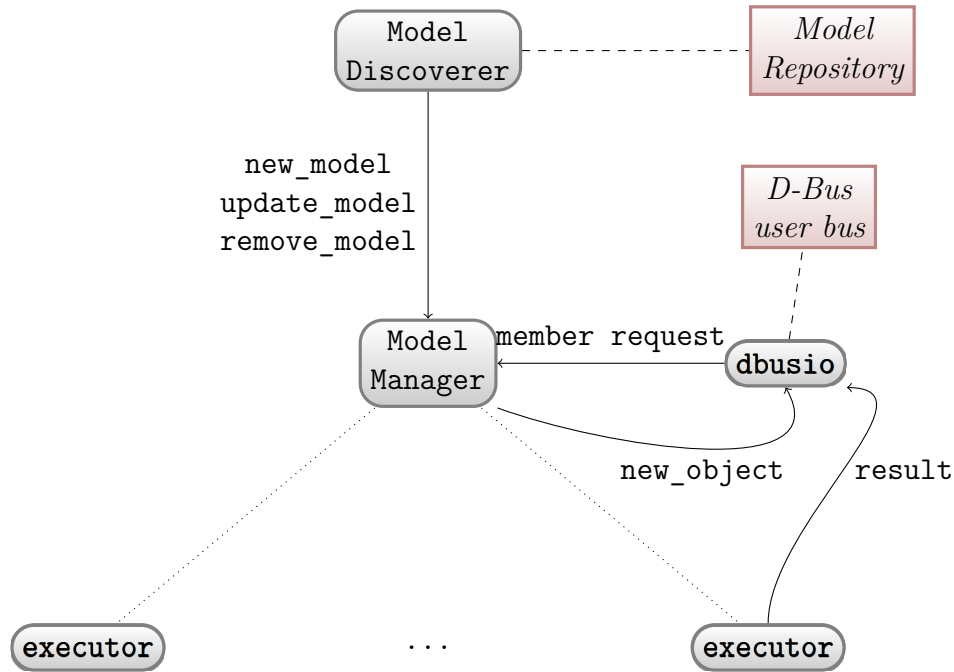 Model
Discoverer
Model
Repository
new_model
update_model
remove_model
D-Bus
user bus
Model
Manager
member request
dbusio
new_object
result
executor
...
executor